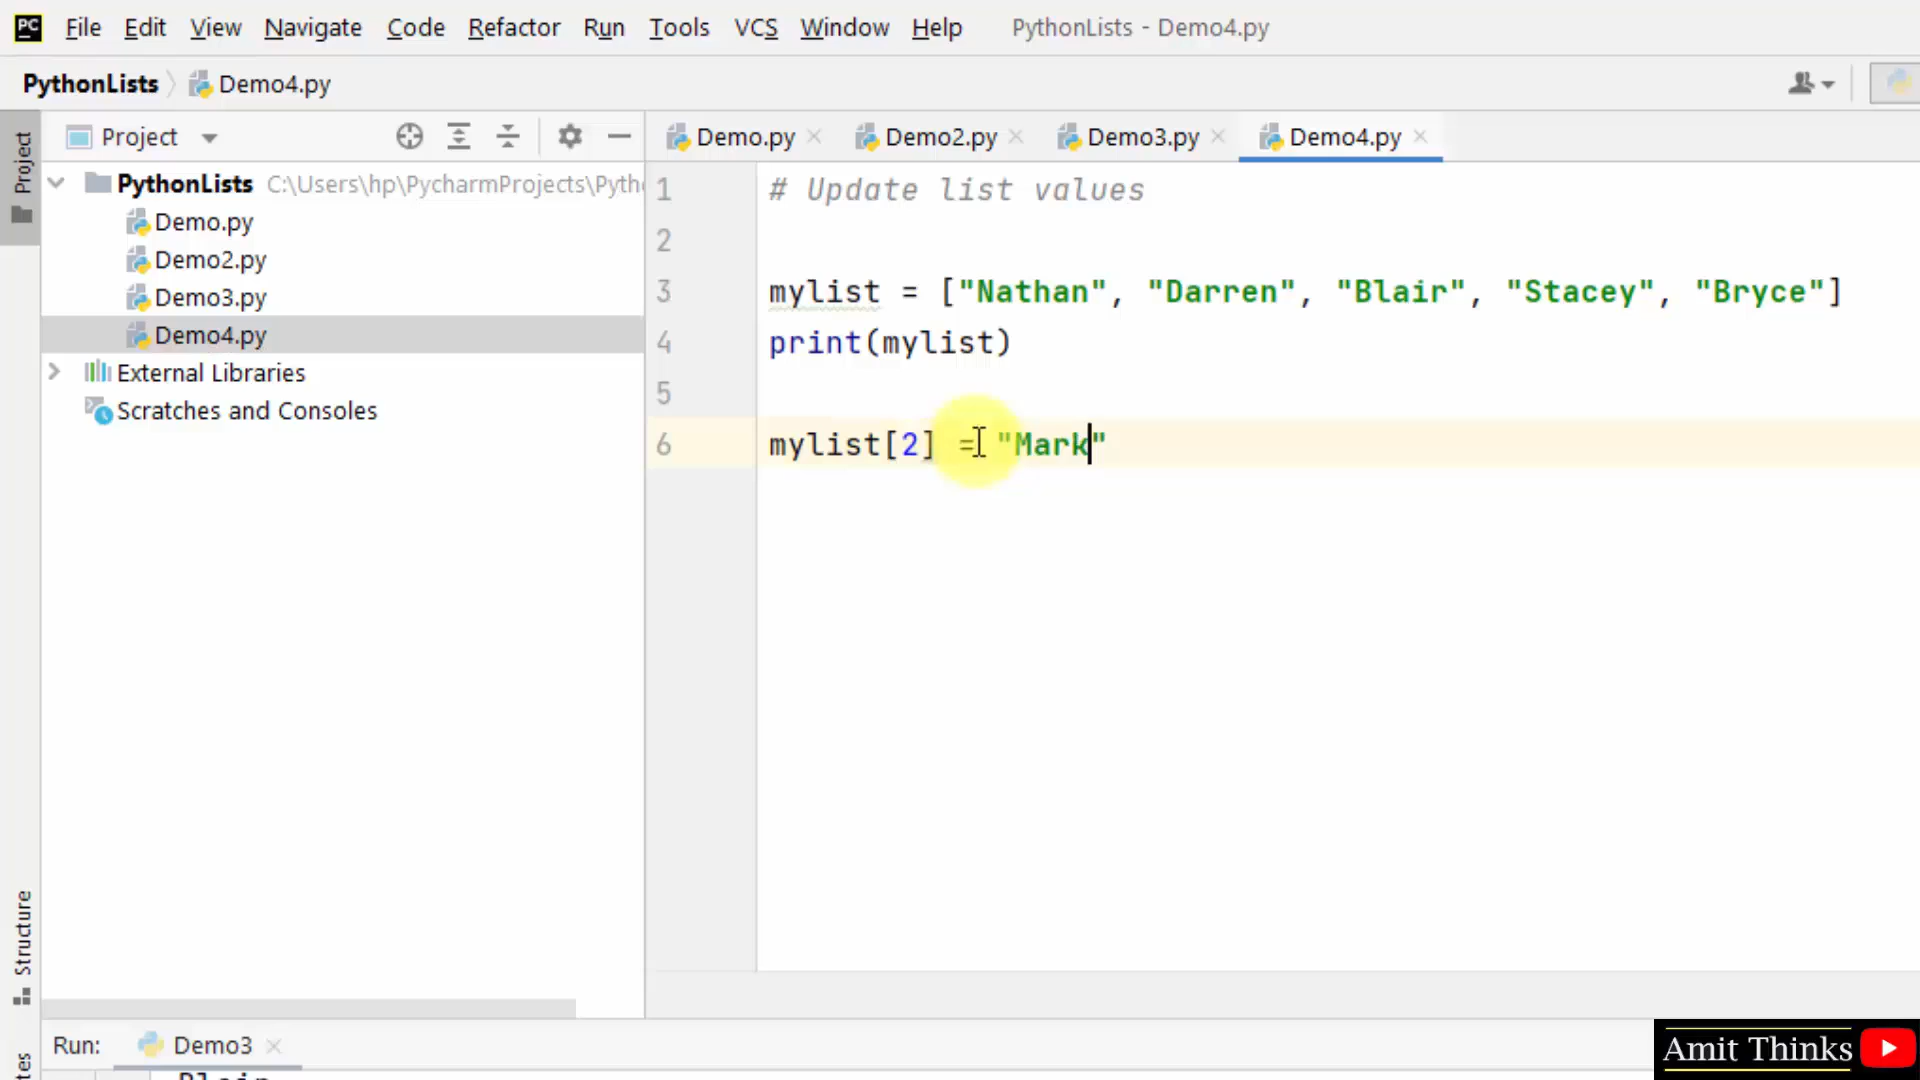 PC File Edit View Navigate Code Refactor Run Tools VCS Window Help PythonLists - Demo4.py
PythonLists Demo4.py
Project
Project
Demo.py Demo2.py Demo3.py Demo4.py
PythonLists C:\Users\hp\PycharmProjects\Pyth
Demo.py
Demo2.py
Demo3.py
Demo4.py
External Libraries
Scratches and Consoles
1 # Update list values
2
3 mylist = ["Nathan", "Darren", "Blair", "Stacey", "Bryce"]
4 print(mylist)
5
6 mylist[2] = "Mark"
Structure
Run: Demo3
Blair
Amit Thinks